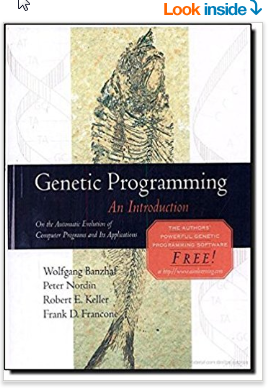 Look inside
Genetic Programming
An Introduction
On the Automatic Evolution of
Computer Programs and Its Applications
THE AUTHORS'
POWERFUL GENETIC
PROGRAMMING SOFTWARE
FREE!
Wolfgang Banzhaf
Peter Nordin
Robert E. Keller
Frank D. Francone